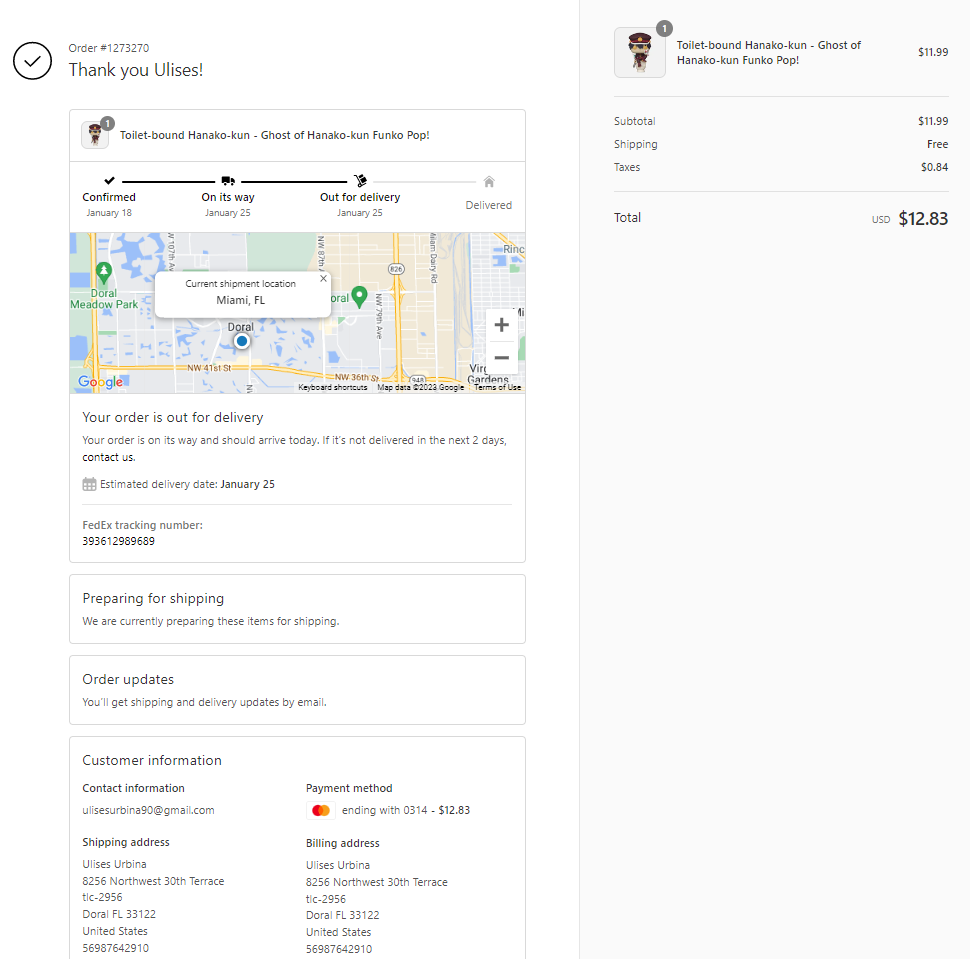 Order #1273270
Thank you Ulises!
1
Toilet-bound Hanako-kun - Ghost of Hanako-kun Funko Pop!
Confirmed
January 18
On its way
January 25
Out for delivery
January 25
Delivered
NW 107th Av
NW 87th A
Miami Dairy Rd
826
Rinc
Current shipment location
Miami, FL
×
Doral
Meadow Park
oral
NW 79th Ave
Mi
+
Doral
−
NW 41st St
NW 36th St
948
Virg
Gardens
Google
Keyboard shortcuts
Map data ©2023 Google
Terms of Use
Your order is out for delivery
Your order is on its way and should arrive today. If it's not delivered in the next 2 days,
contact us.
Estimated delivery date: January 25
FedEx tracking number:
393612989689
Preparing for shipping
We are currently preparing these items for shipping.
Order updates
You'll get shipping and delivery updates by email.
Customer information
Contact information
ulisesurbina90@gmail.com
Payment method
ending with 0314 - $12.83
Shipping address
Ulises Urbina
8256 Northwest 30th Terrace
tlc-2956
Doral FL 33122
United States
56987642910
Billing address
Ulises Urbina
8256 Northwest 30th Terrace
tlc-2956
Doral FL 33122
United States
56987642910
1
Toilet-bound Hanako-kun - Ghost of
Hanako-kun Funko Pop!
$11.99
Subtotal $11.99
Shipping Free
Taxes $0.84
Total USD $12.83